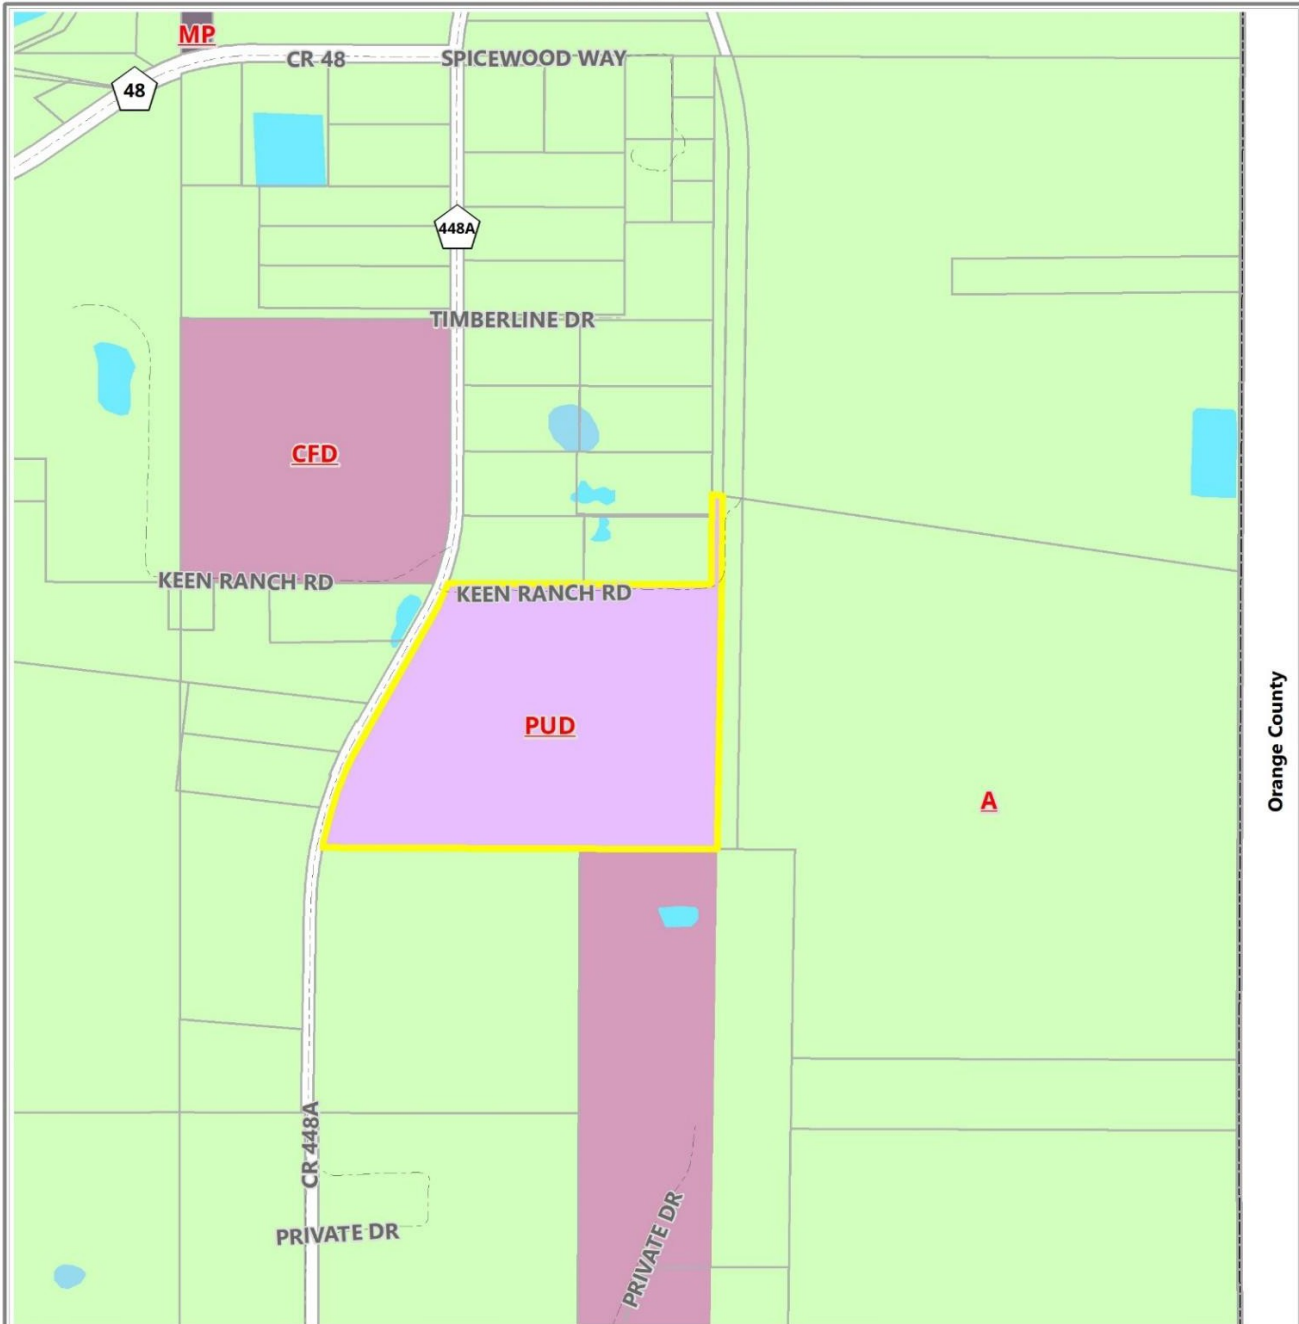 MP
CR 48
SPICEWOOD WAY
48
448A
TIMBERLINE DR
CFD
KEEN RANCH RD
KEEN RANCH RD
PUD
Orange County
A
CR 448A
PRIVATE DR
PRIVATE DR